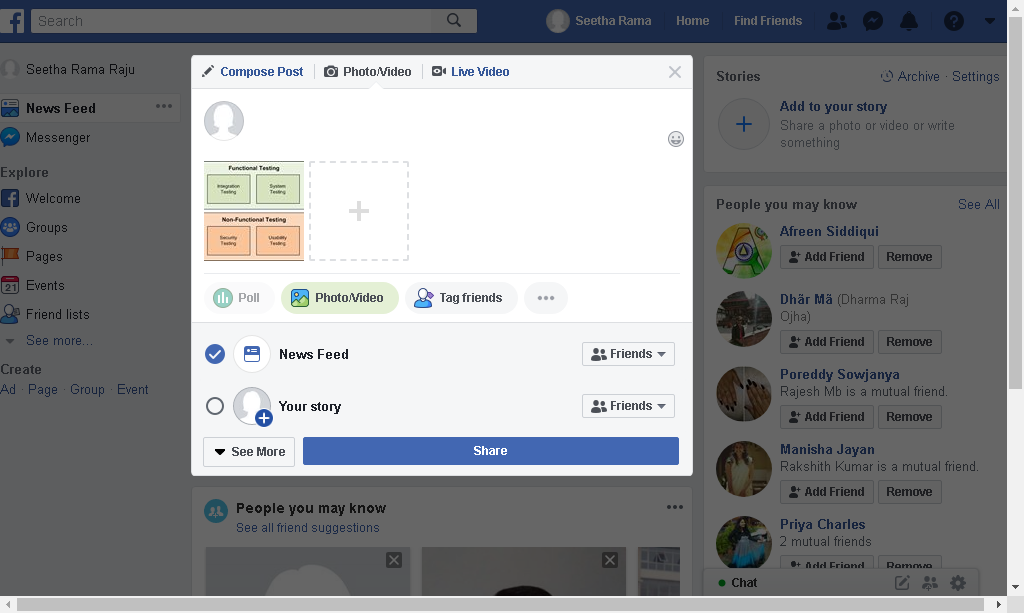 Search
Seetha Rama
Home
Find Friends
Seetha Rama Raju
News Feed
Messenger
Explore
Welcome
Groups
Pages
21
Events
Friend lists
See more...
Create
Ad · Page · Group · Event
Compose Post
Photo/Video
Live Video
Functional Testing
Integration Testing
System Testing
Non-Functional Testing
Security Testing
Usability Testing
Poll
Photo/Video
Tag friends
News Feed
Friends
Your story
Friends
See More
Share
People you may know
See all friend suggestions
Stories
Archive · Settings
Add to your story
Share a photo or video or write
something
People you may know
See All
Afreen Siddiqui
Add Friend
Remove
Dhär Mä (Dharma Raj
Ojha)
Add Friend
Remove
Poreddy Sowjanya
Rajesh Mb is a mutual friend.
Add Friend
Remove
Manisha Jayan
Rakshith Kumar is a mutual friend.
Add Friend
Remove
Priya Charles
2 mutual friends
Add Friend
Remove
Chat